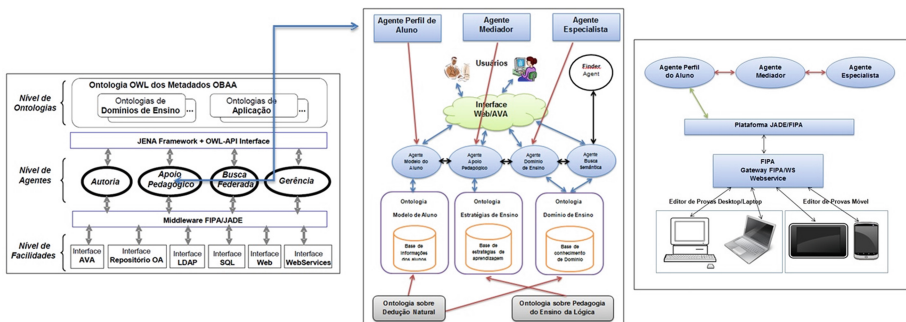 Nível de
Ontologias
Ontologia OWL dos Metadados OBAA
Ontologias de
Domínios de Ensino
...
Ontologias de
Aplicação
...
JENA Framework + OWL-API Interface
Nível de
Agentes
Autoria
Apoio
Pedagógico
Busca
Federada
Gerência
Middleware FIPA/JADE
Nível de
Facilidades
Interface
AVA
Interface
Repositório OA
Interface
LDAP
Interface
SQL
Interface
Web
Interface
WebServices
Agente Perfil de
Aluno
Agente
Mediador
Agente
Especialista
Usuários
Finder
Agent
Interface
Web/AVA
Agente
Modelo do
Aluno
Agente
Apoio
Pedagógico
Agente
Domínio
de Ensino
Agente
Busca
Semântica
Ontologia
Modelo de Aluno
Base de
informações
dos alunos
Ontologia
Estratégias de Ensino
Base de
estratégias de
aprendizagem
Ontologia
Domínio de Ensino
Base de
conhecimento
de Domínio
Ontologia sobre
Dedução Natural
Ontologia sobre Pedagogia
do Ensino da Lógica
Agente Perfil
do Aluno
Agente
Mediador
Agente
Especialista
Plataforma JADE/FIPA
FIPA
Gateway FIPA/WS
Webservice
Editor de Provas Desktop/Laptop
Editor de Provas Móvel